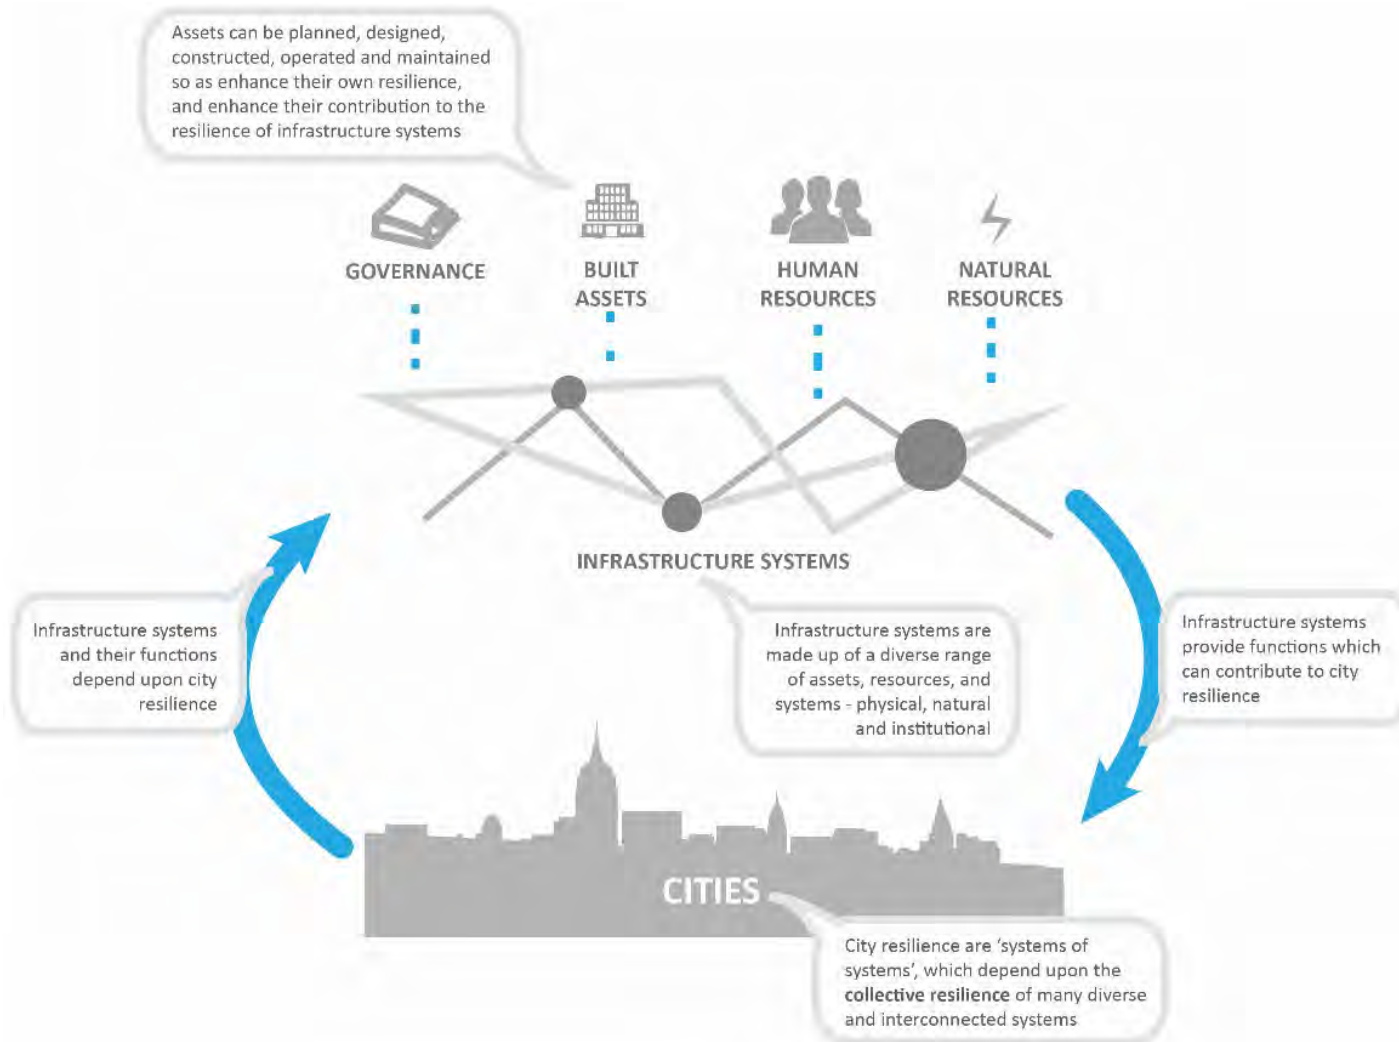 Assets can be planned, designed,
constructed, operated and maintained
so as enhance their own resilience,
and enhance their contribution to the
resilience of infrastructure systems
GOVERNANCE
BUILT
ASSETS
HUMAN
RESOURCES
NATURAL
RESOURCES
INFRASTRUCTURE SYSTEMS
Infrastructure systems
and their functions
depend upon city
resilience
Infrastructure systems are
made up of a diverse range
of assets, resources, and
systems - physical, natural
and institutional
Infrastructure systems
provide functions which
can contribute to city
resilience
CITIES
City resilience are ‘systems of
systems’, which depend upon the
collective resilience of many diverse
and interconnected systems